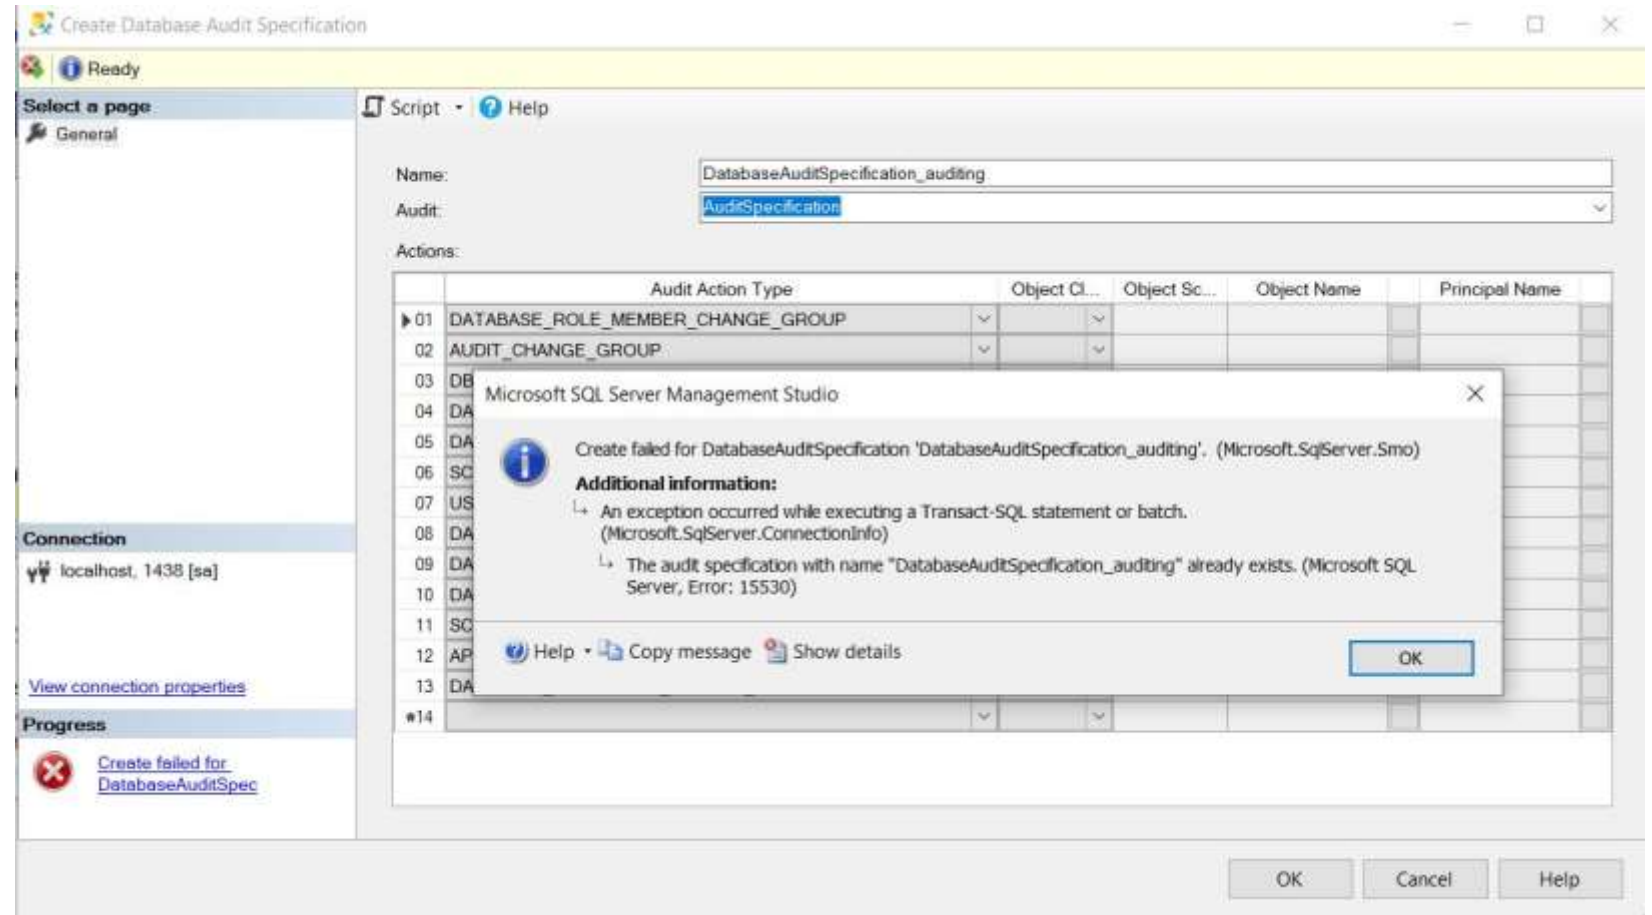 Create Database Audit Specification
Ready
Select a page
General
Script
Help
Name:
DatabaseAuditSpecification_auditing
Audit:
AuditSpecification
Actions:
Audit Action Type Object Cl... Object Sc... Object Name Principal Name
01 DATABASE_ROLE_MEMBER_CHANGE_GROUP
02 AUDIT_CHANGE_GROUP
03 DB
04 DA
05 DA
06 SC
07 US
08 DA
09 DA
10 DA
11 SC
12 AP
13 DA
*14
Microsoft SQL Server Management Studio
Create failed for DatabaseAuditSpecification 'DatabaseAuditSpecification_auditing'. (Microsoft.SqlServer.Smo)
Additional information:
An exception occurred while executing a Transact-SQL statement or batch.
(Microsoft.SqlServer.ConnectionInfo)
The audit specification with name "DatabaseAuditSpecification_auditing" already exists. (Microsoft SQL
Server, Error: 15530)
Help
Copy message
Show details
OK
Connection
localhost, 1438 [sa]
View connection properties
Progress
Create failed for
DatabaseAuditSpec
OK
Cancel
Help